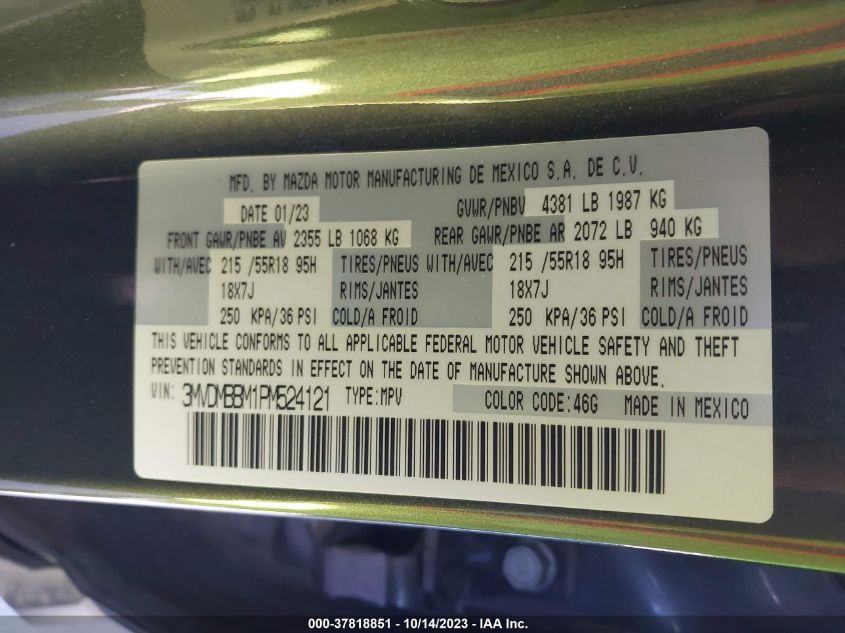 MFD. BY MAZDA MOTOR MANUFACTURING DE MEXICO S.A. DE C.V.
DATE 01/23 GVWR/PNBV 4381 LB 1987 KG
FRONT GAWR/PNBE AV 2355 LB 1068 KG REAR GAWR/PNBE AR 2072 LB 940 KG
WITH/AVEC 215 /55R18 95H TIRES/PNEUS WITH/AVEC 215 /55R18 95H TIRES/PNEUS
18X7J RIMS/JANTES 18X7J RIMS/JANTES
250 KPA/36 PSI COLD/A FROID 250 KPA/36 PSI COLD/A FROID
THIS VEHICLE CONFORMS TO ALL APPLICABLE FEDERAL MOTOR VEHICLE SAFETY AND THEFT
PREVENTION STANDARDS IN EFFECT ON THE DATE OF MANUFACTURE SHOWN ABOVE.
VIN: 3MVDMBBM1PM524121 TYPE:MPV COLOR CODE:46G MADE IN MEXICO
000-37818851 - 10/14/2023 - IAA Inc.